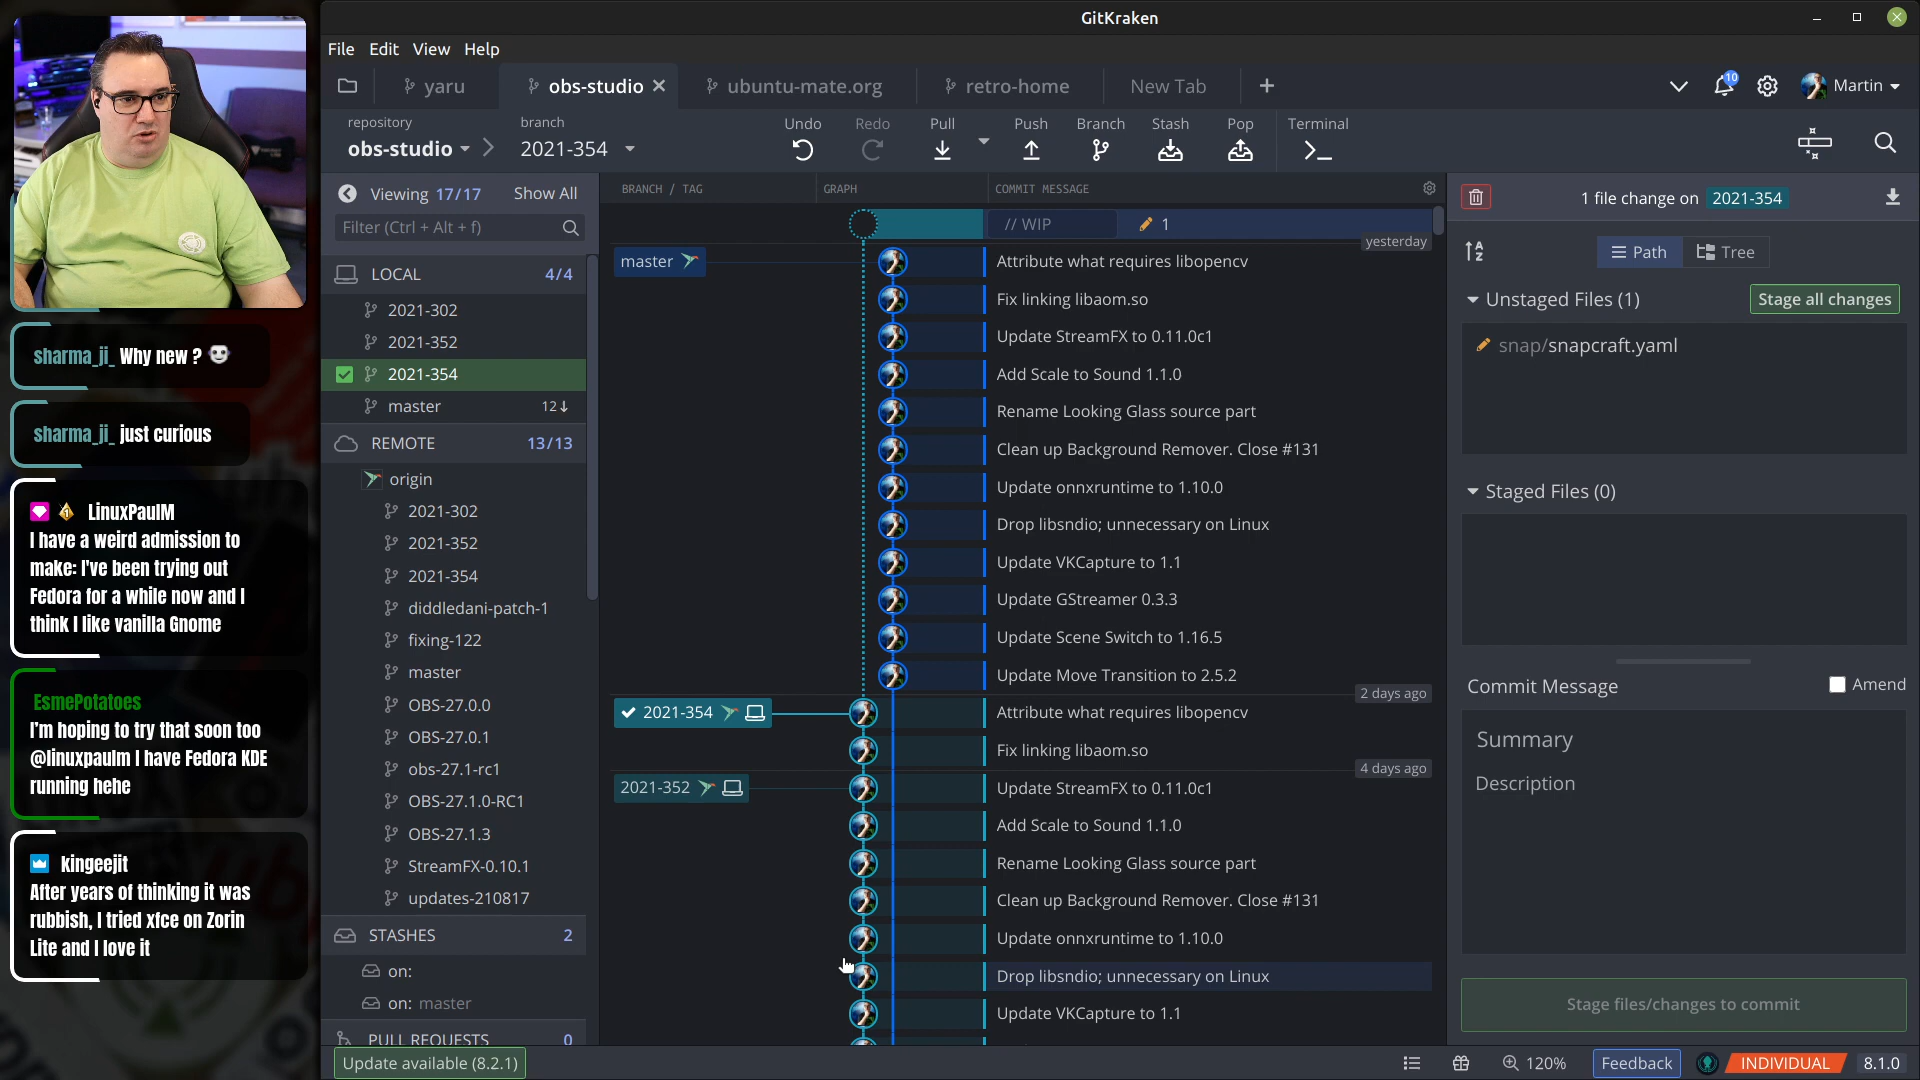 GitKraken
File Edit View Help
yaru
obs-studio
ubuntu-mate.org
retro-home
New Tab
10
Martin
repository
obs-studio
branch
2021-354
Undo
Redo
Pull
Push
Branch
Stash
Pop
Terminal
Viewing 17/17 Show All
Filter (Ctrl + Alt + f)
LOCAL 4/4
2021-302
2021-352
2021-354
master 12↓
REMOTE 13/13
origin
2021-302
2021-352
2021-354
diddledani-patch-1
fixing-122
master
OBS-27.0.0
OBS-27.0.1
obs-27.1-rc1
OBS-27.1.0-RC1
OBS-27.1.3
StreamFX-0.10.1
updates-210817
STASHES 2
on:
on: master
PULL REQUESTS 0
Update available (8.2.1)
BRANCH / TAG GRAPH COMMIT MESSAGE
// WIP 1
yesterday
master Attribute what requires libopencv
Fix linking libaom.so
Update StreamFX to 0.11.0c1
Add Scale to Sound 1.1.0
Rename Looking Glass source part
Clean up Background Remover. Close #131
Update onnxruntime to 1.10.0
Drop libsndio; unnecessary on Linux
Update VKCapture to 1.1
Update GStreamer 0.3.3
Update Scene Switch to 1.16.5
Update Move Transition to 2.5.2
2 days ago
2021-354 Attribute what requires libopencv
Fix linking libaom.so
4 days ago
2021-352 Update StreamFX to 0.11.0c1
Add Scale to Sound 1.1.0
Rename Looking Glass source part
Clean up Background Remover. Close #131
Update onnxruntime to 1.10.0
Drop libsndio; unnecessary on Linux
Update VKCapture to 1.1
1 file change on 2021-354
Path Tree
Unstaged Files (1) Stage all changes
snap/snapcraft.yaml
Staged Files (0)
Commit Message Amend
Summary
Description
Stage files/changes to commit
120%
Feedback
INDIVIDUAL
8.1.0
sharma_ji_ Why new ?
sharma_ji_ just curious
LinuxPaulM
I have a weird admission to
make: I've been trying out
Fedora for a while now and I
think I like vanilla Gnome
EsmePotatoes
I'm hoping to try that soon too
@linuxpaulm I have Fedora KDE
running hehe
kingeejit
After years of thinking it was
rubbish, I tried xfce on Zorin
Lite and I love it